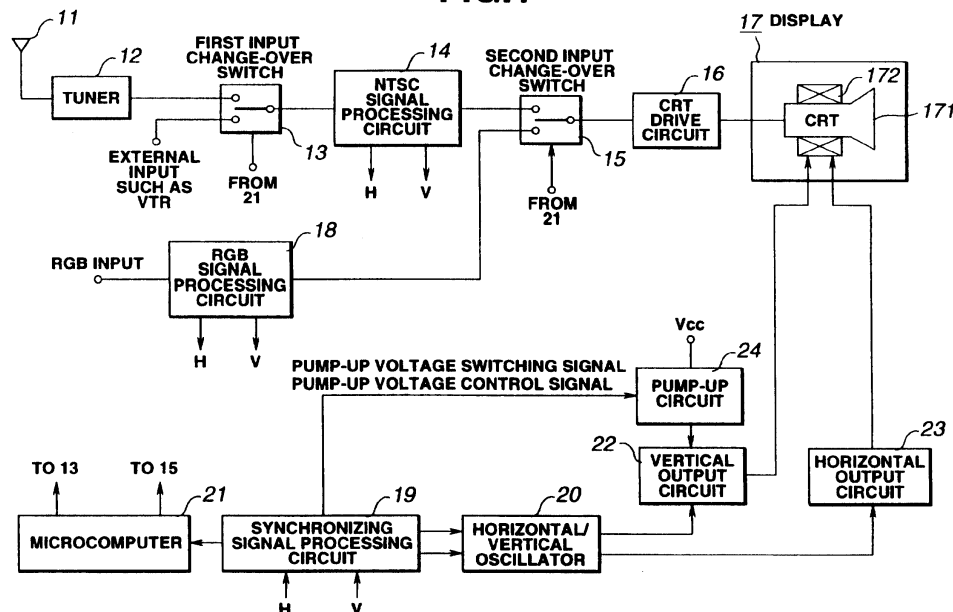 11
12
TUNER
FIRST INPUT
CHANGE-OVER
SWITCH
13
EXTERNAL
INPUT
SUCH AS
VTR
FROM
21
14
NTSC
SIGNAL
PROCESSING
CIRCUIT
H
V
SECOND INPUT
CHANGE-OVER
SWITCH
15
FROM
21
16
CRT
DRIVE
CIRCUIT
17 DISPLAY
172
CRT
171
RGB INPUT
18
RGB
SIGNAL
PROCESSING
CIRCUIT
H
V
PUMP-UP VOLTAGE SWITCHING SIGNAL
PUMP-UP VOLTAGE CONTROL SIGNAL
Vcc
24
PUMP-UP
CIRCUIT
22
VERTICAL
OUTPUT
CIRCUIT
23
HORIZONTAL
OUTPUT
CIRCUIT
TO 13
TO 15
21
MICROCOMPUTER
19
SYNCHRONIZING
SIGNAL PROCESSING
CIRCUIT
H
V
20
HORIZONTAL/
VERTICAL
OSCILLATOR